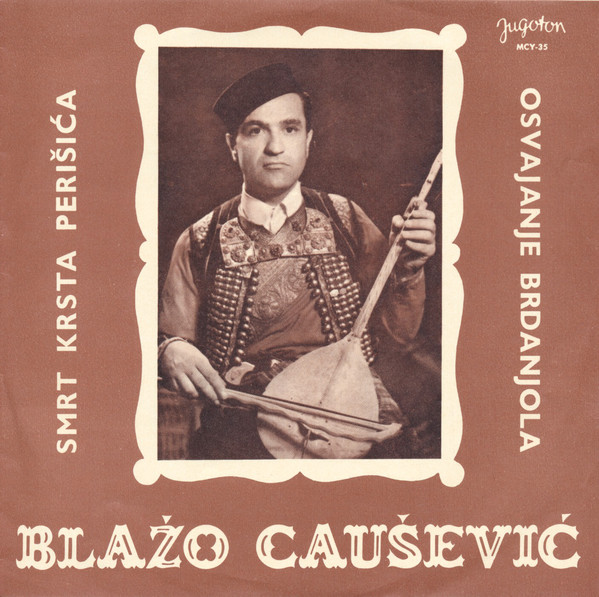 Jugoton
MCY-35
SMRT KRSTA PERIŠIĆA
OSVAJANJE BRDANJOLA
BLAŽO CAUŠEVIĆ